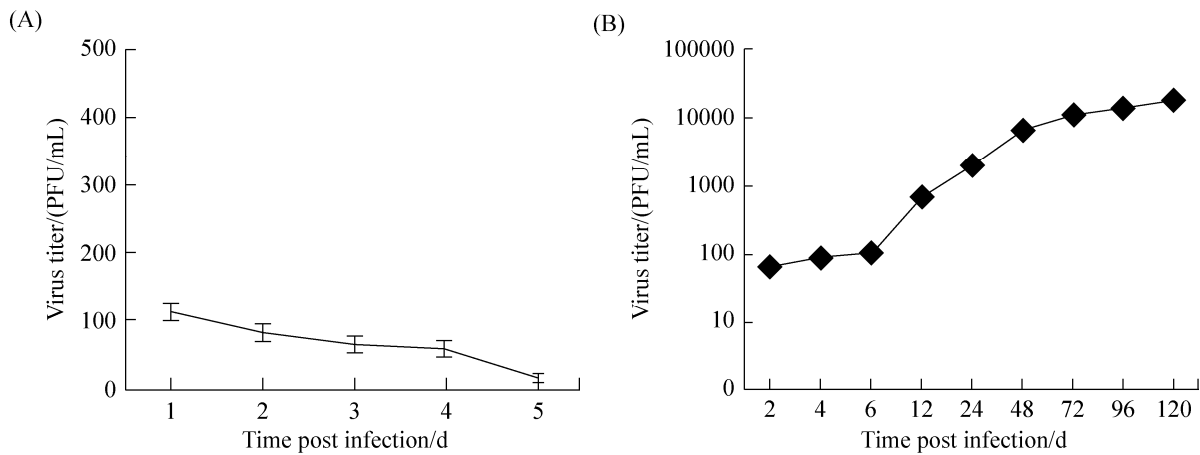 (A)
500
400
300
200
100
0
Virus titer/(PFU/mL)
1 2 3 4 5
Time post infection/d
(B)
100000
10000
1000
100
10
0
Virus titer/(PFU/mL)
2 4 6 12 24 48 72 96 120
Time post infection/d